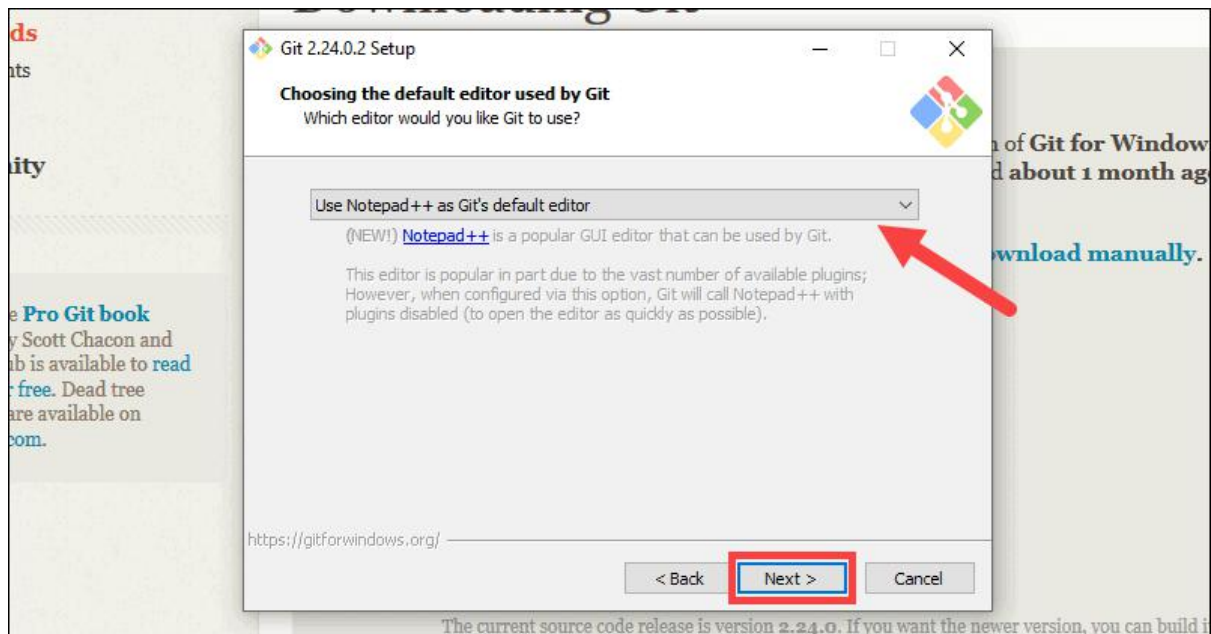 Downloading Git
ds
nts
ity
e Pro Git book
y Scott Chacon and
ub is available to read
r free. Dead tree
are available on
com.
Git 2.24.0.2 Setup
Choosing the default editor used by Git
Which editor would you like Git to use?
Use Notepad++ as Git's default editor
(NEW!) Notepad++ is a popular GUI editor that can be used by Git.
This editor is popular in part due to the vast number of available plugins;
However, when configured via this option, Git will call Notepad++ with
plugins disabled (to open the editor as quickly as possible).
https://gitforwindows.org/
< Back Next > Cancel
n of Git for Window
d about 1 month ag
ownload manually.
The current source code release is version 2.24.0. If you want the newer version, you can build i